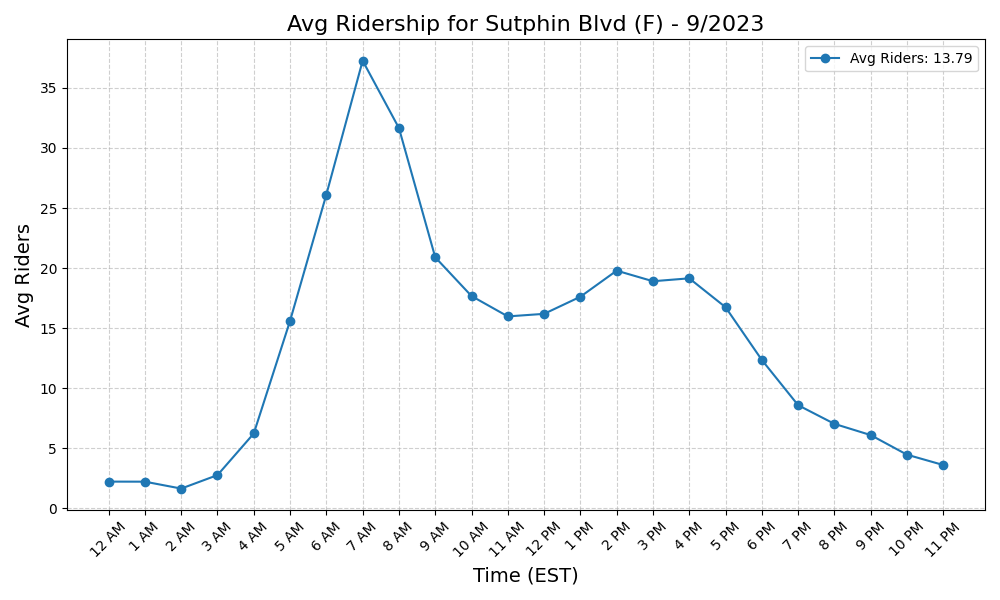 Avg Ridership for Sutphin Blvd (F) - 9/2023
Avg Riders: 13.79
Avg Riders
35
30
25
20
15
10
5
0
12 AM
1 AM
2 AM
3 AM
4 AM
5 AM
6 AM
7 AM
8 AM
9 AM
10 AM
11 AM
12 PM
1 PM
2 PM
3 PM
4 PM
5 PM
6 PM
7 PM
8 PM
9 PM
10 PM
11 PM
Time (EST)